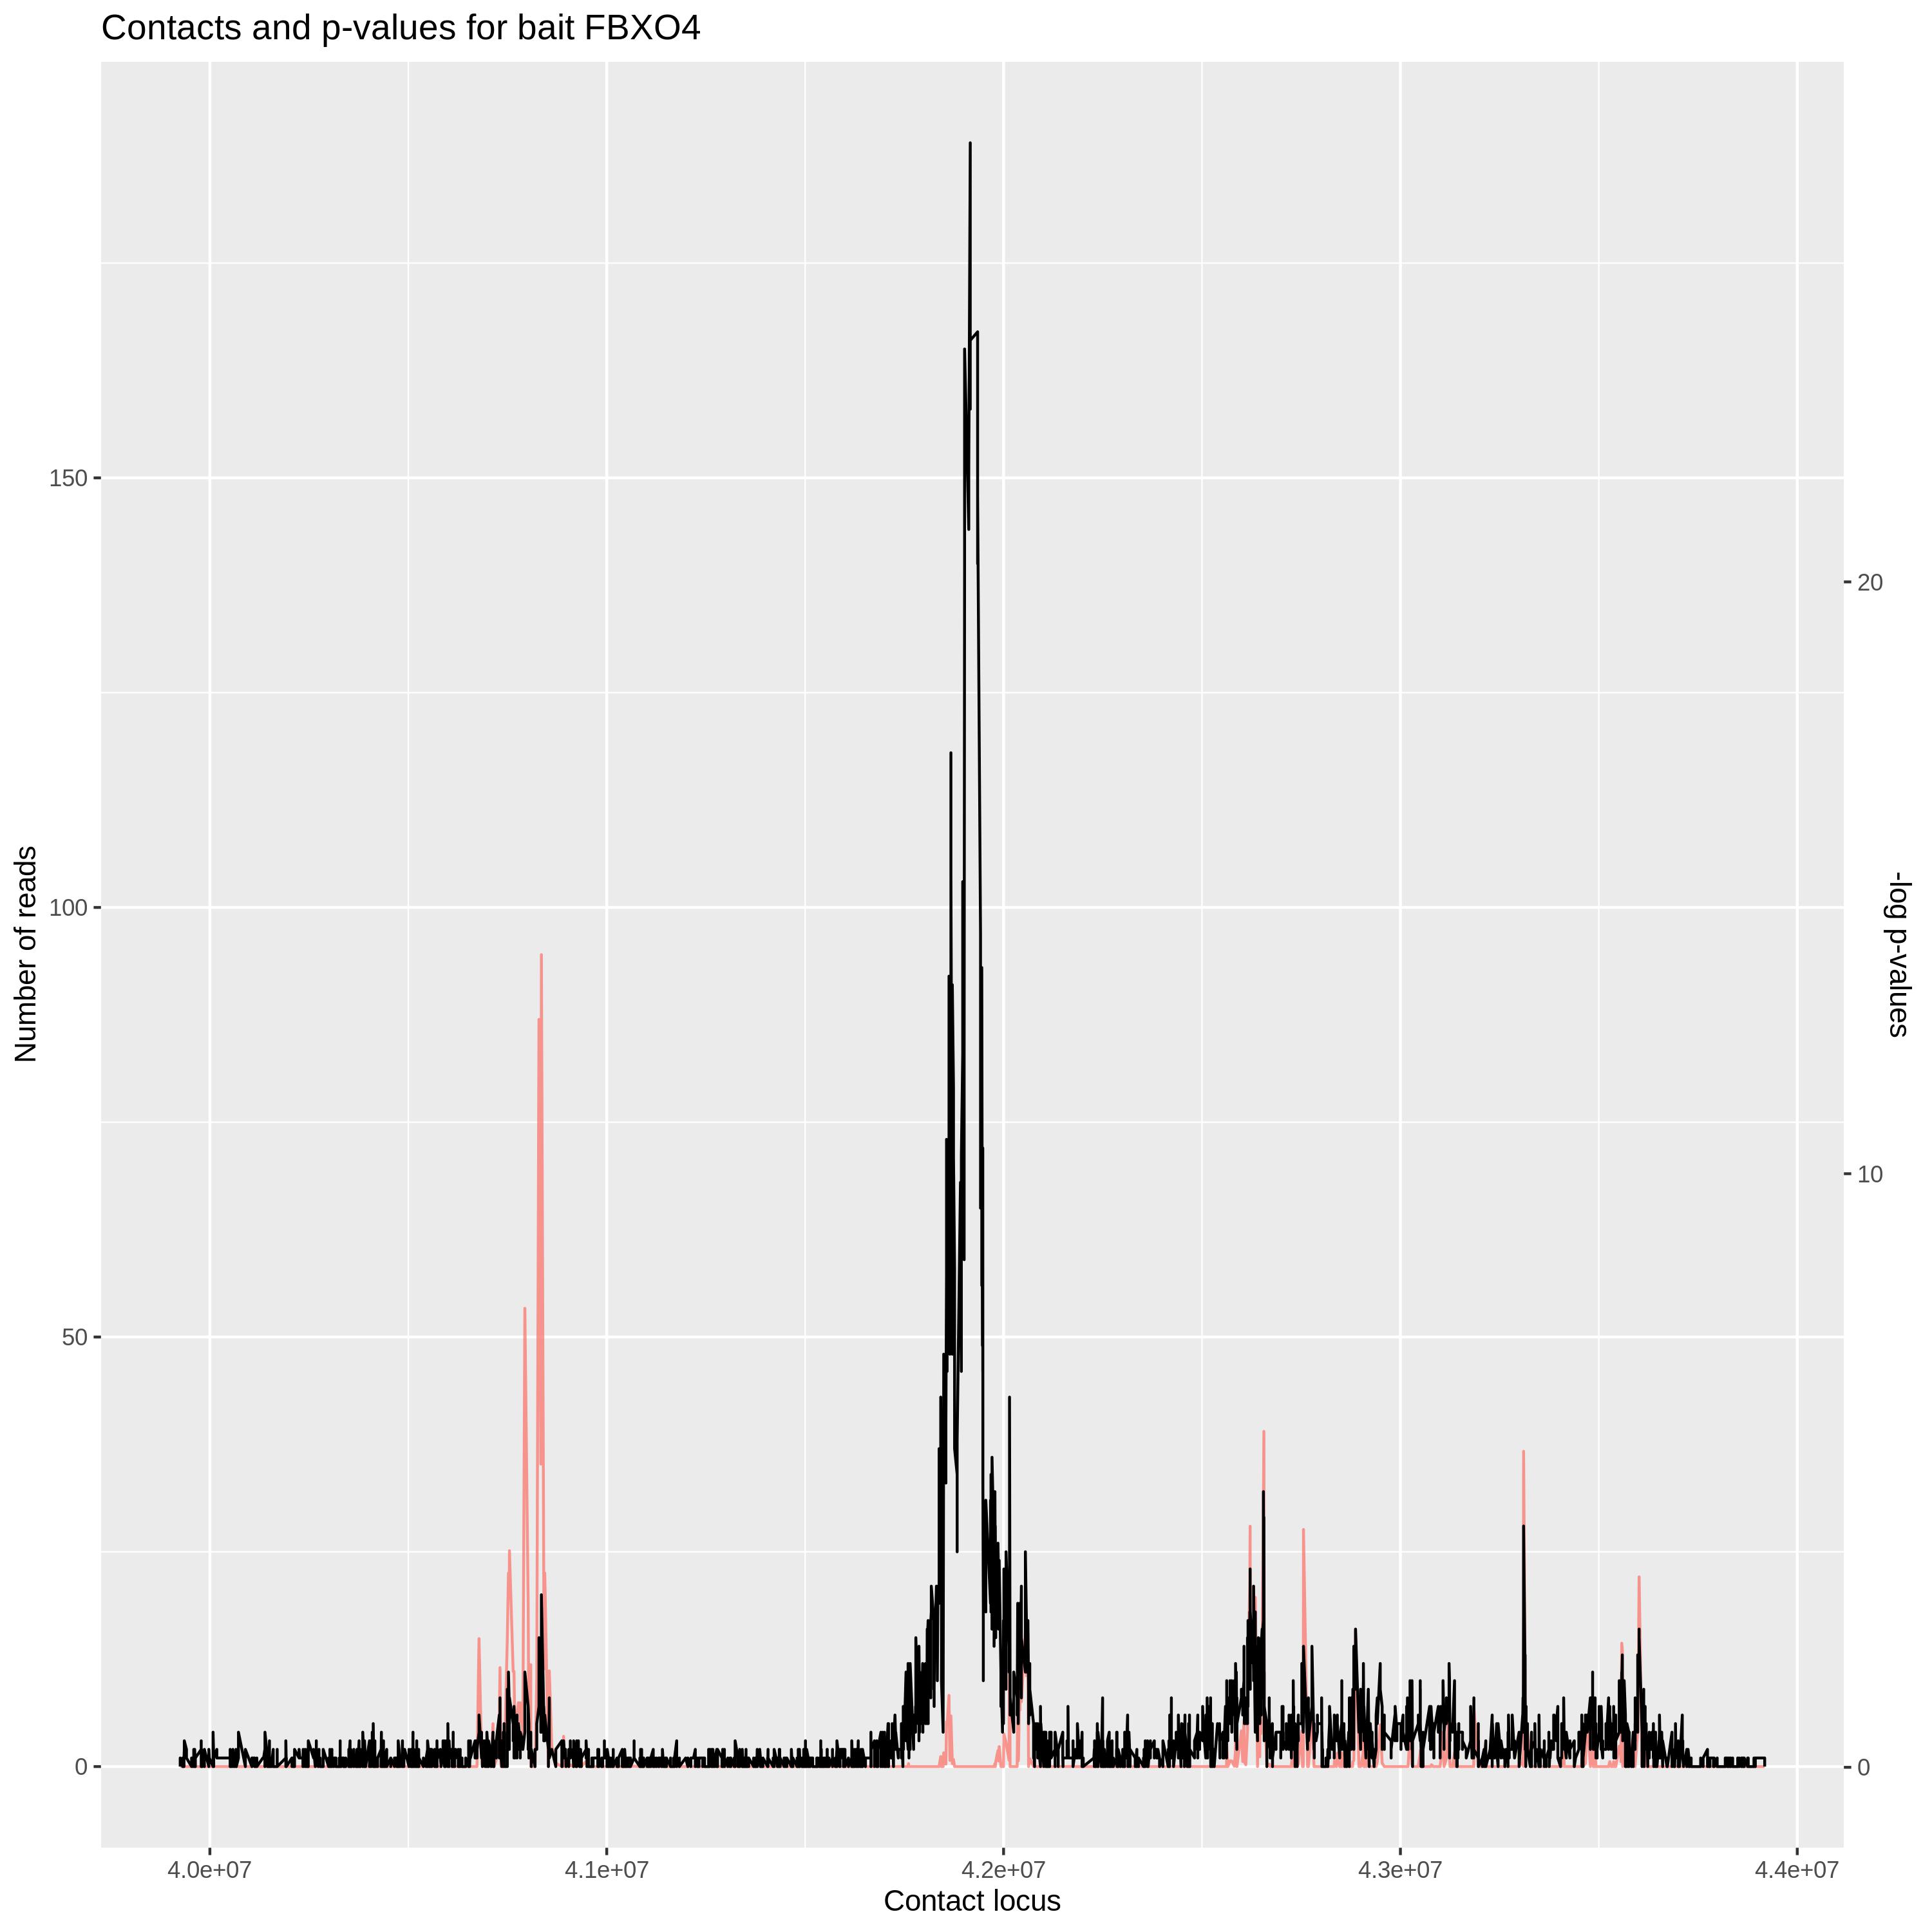 Contacts and p-values for bait FBXO4
150
100
50
0
Number of reads
20
10
0
-log p-values
4.0e+07
4.1e+07
4.2e+07
4.3e+07
4.4e+07
Contact locus